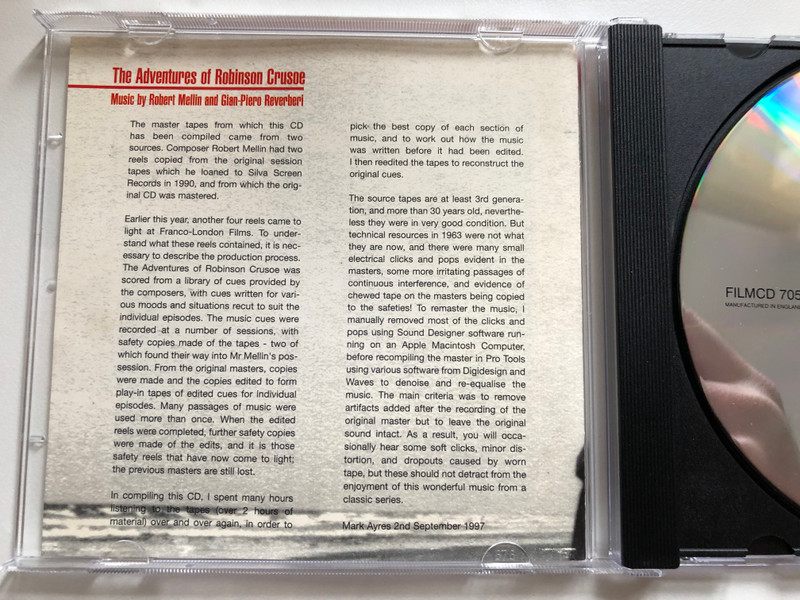 The Adventures of Robinson Crusoe
Music by Robert Mellin and Gian-Piero Reverberi
The master tapes from which this CD
has been compiled came from two
sources. Composer Robert Mellin had two
reels copied from the original session
tapes which he loaned to Silva Screen
Records in 1990, and from which the orig-
inal CD was mastered.
Earlier this year, another four reels came to
light at Franco-London Films. To under-
stand what these reels contained, it is nec-
essary to describe the production process.
The Adventures of Robinson Crusoe was
scored from a library of cues provided by
the composers, with cues written for vari-
ous moods and situations recut to suit the
individual episodes. The music cues were
recorded at a number of sessions, with
safety copies made of the tapes - two of
which found their way into Mr Mellin's pos-
session. From the original masters, copies
were made and the copies edited to form
play-in tapes of edited cues for individual
episodes. Many passages of music were
used more than once. When the edited
reels were completed, further safety copies
were made of the edits, and it is those
safety reels that have now come to light;
the previous masters are still lost.
In compiling this CD, I spent many hours
listening to the tapes (over 2 hours of
material) over and over again, in order to
pick the best copy of each section of
music, and to work out how the music
was written before it had been edited.
I then reedited the tapes to reconstruct the
original cues.
The source tapes are at least 3rd genera-
tion, and more than 30 years old, neverthe-
less they were in very good condition. But
technical resources in 1963 were not what
they are now, and there were many small
electrical clicks and pops evident in the
masters, some more irritating passages of
continuous interference, and evidence of
chewed tape on the masters being copied
to the safeties! To remaster the music, I
manually removed most of the clicks and
pops using Sound Designer software run-
ning on an Apple Macintosh Computer,
before recompiling the master in Pro Tools
using various software from Digidesign and
Waves to denoise and re-equalise the
music. The main criteria was to remove
artifacts added after the recording of the
original master but to leave the original
sound intact. As a result, you will occa-
sionally hear some soft clicks, minor dis-
tortion, and dropouts caused by worn
tape, but these should not detract from the
enjoyment of this wonderful music from a
classic series.
Mark Ayres 2nd September 1997
FILMCD 705
MANUFACTURED IN ENGLAND